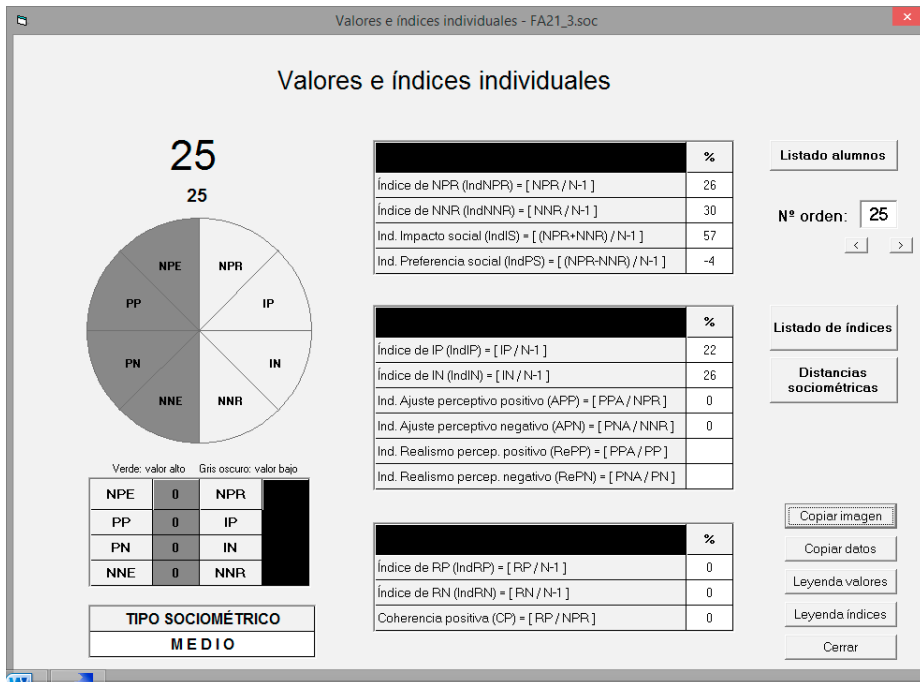 Valores e índices individuales - FA21_3.soc
Valores e índices individuales
25
25
NPE
NPR
PP
IP
PN
IN
NNE
NNR
Verde: valor alto Gris oscuro: valor bajo
NPE 0 NPR
PP 0 IP
PN 0 IN
NNE 0 NNR
TIPO SOCIOMÉTRICO
MEDIO
%
Índice de NPR (IndNPR) = [ NPR / N-1 ] 26
Índice de NNR (IndNNR) = [ NNR / N-1 ] 30
Ind. Impacto social (IndIS) = [ (NPR+NNR) / N-1 ] 57
Ind. Preferencia social (IndPS) = [ (NPR-NNR) / N-1 ] -4
%
Índice de IP (IndIP) = [ IP / N-1 ] 22
Índice de IN (IndIN) = [ IN / N-1 ] 26
Ind. Ajuste perceptivo positivo (APP) = [ PPA / NPR ] 0
Ind. Ajuste perceptivo negativo (APN) = [ PNA / NNR ] 0
Ind. Realismo percep. positivo (RePP) = [ PPA / PP ]
Ind. Realismo percep. negativo (RePN) = [ PNA / PN ]
%
Índice de RP (IndRP) = [ RP / N-1 ] 0
Índice de RN (IndRN) = [ RN / N-1 ] 0
Coherencia positiva (CP) = [ RP / NPR ] 0
Listado alumnos
Nº orden: 25
< >
Listado de índices
Distancias
sociométricas
Copiar imagen
Copiar datos
Leyenda valores
Leyenda índices
Cerrar